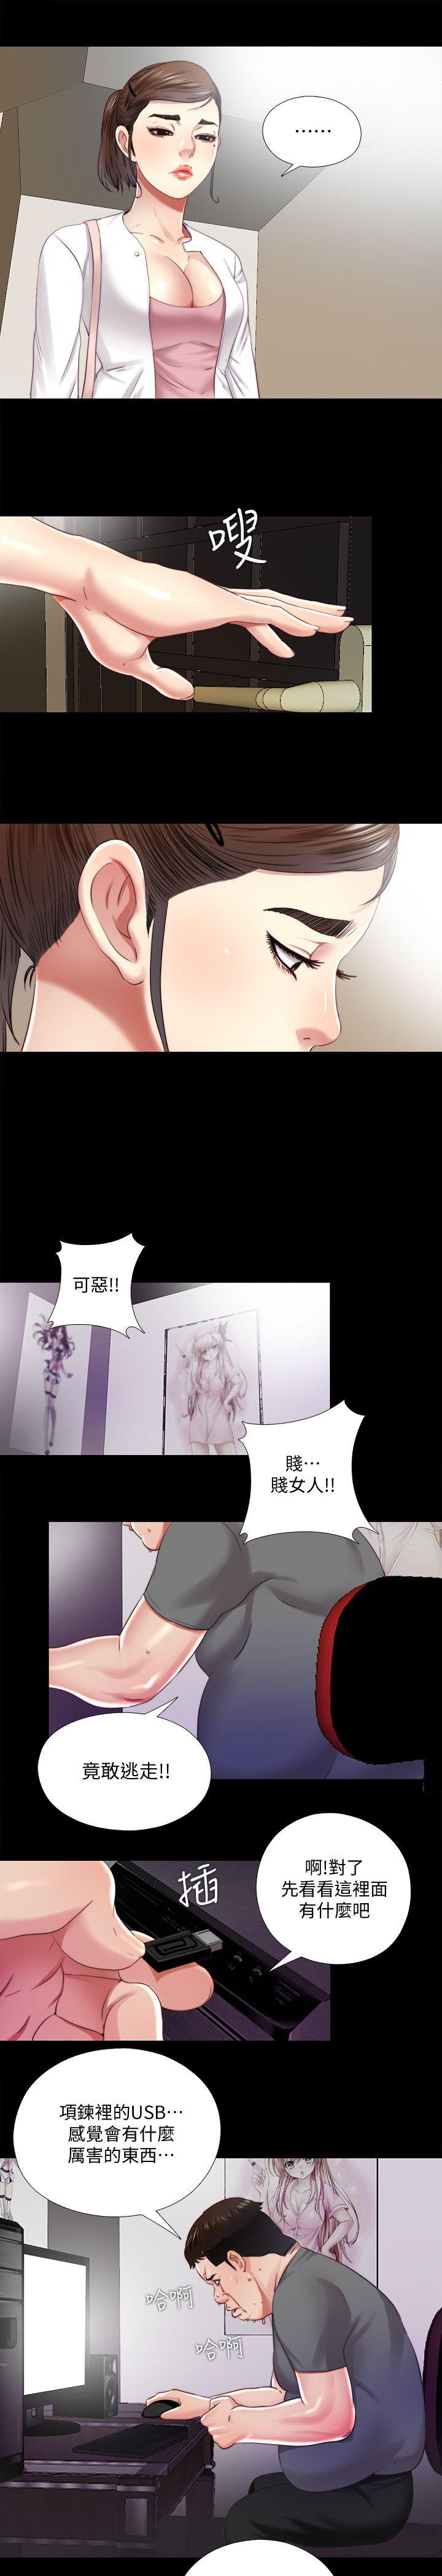 ……
嗖
可惡!!
賤…
賤女人!!
竟敢逃走!!
啊!對了
先看看這裡面
有什麼吧
插
項鍊裡的USB…
感覺會有什麼
厲害的東西…
哈啊
哈啊